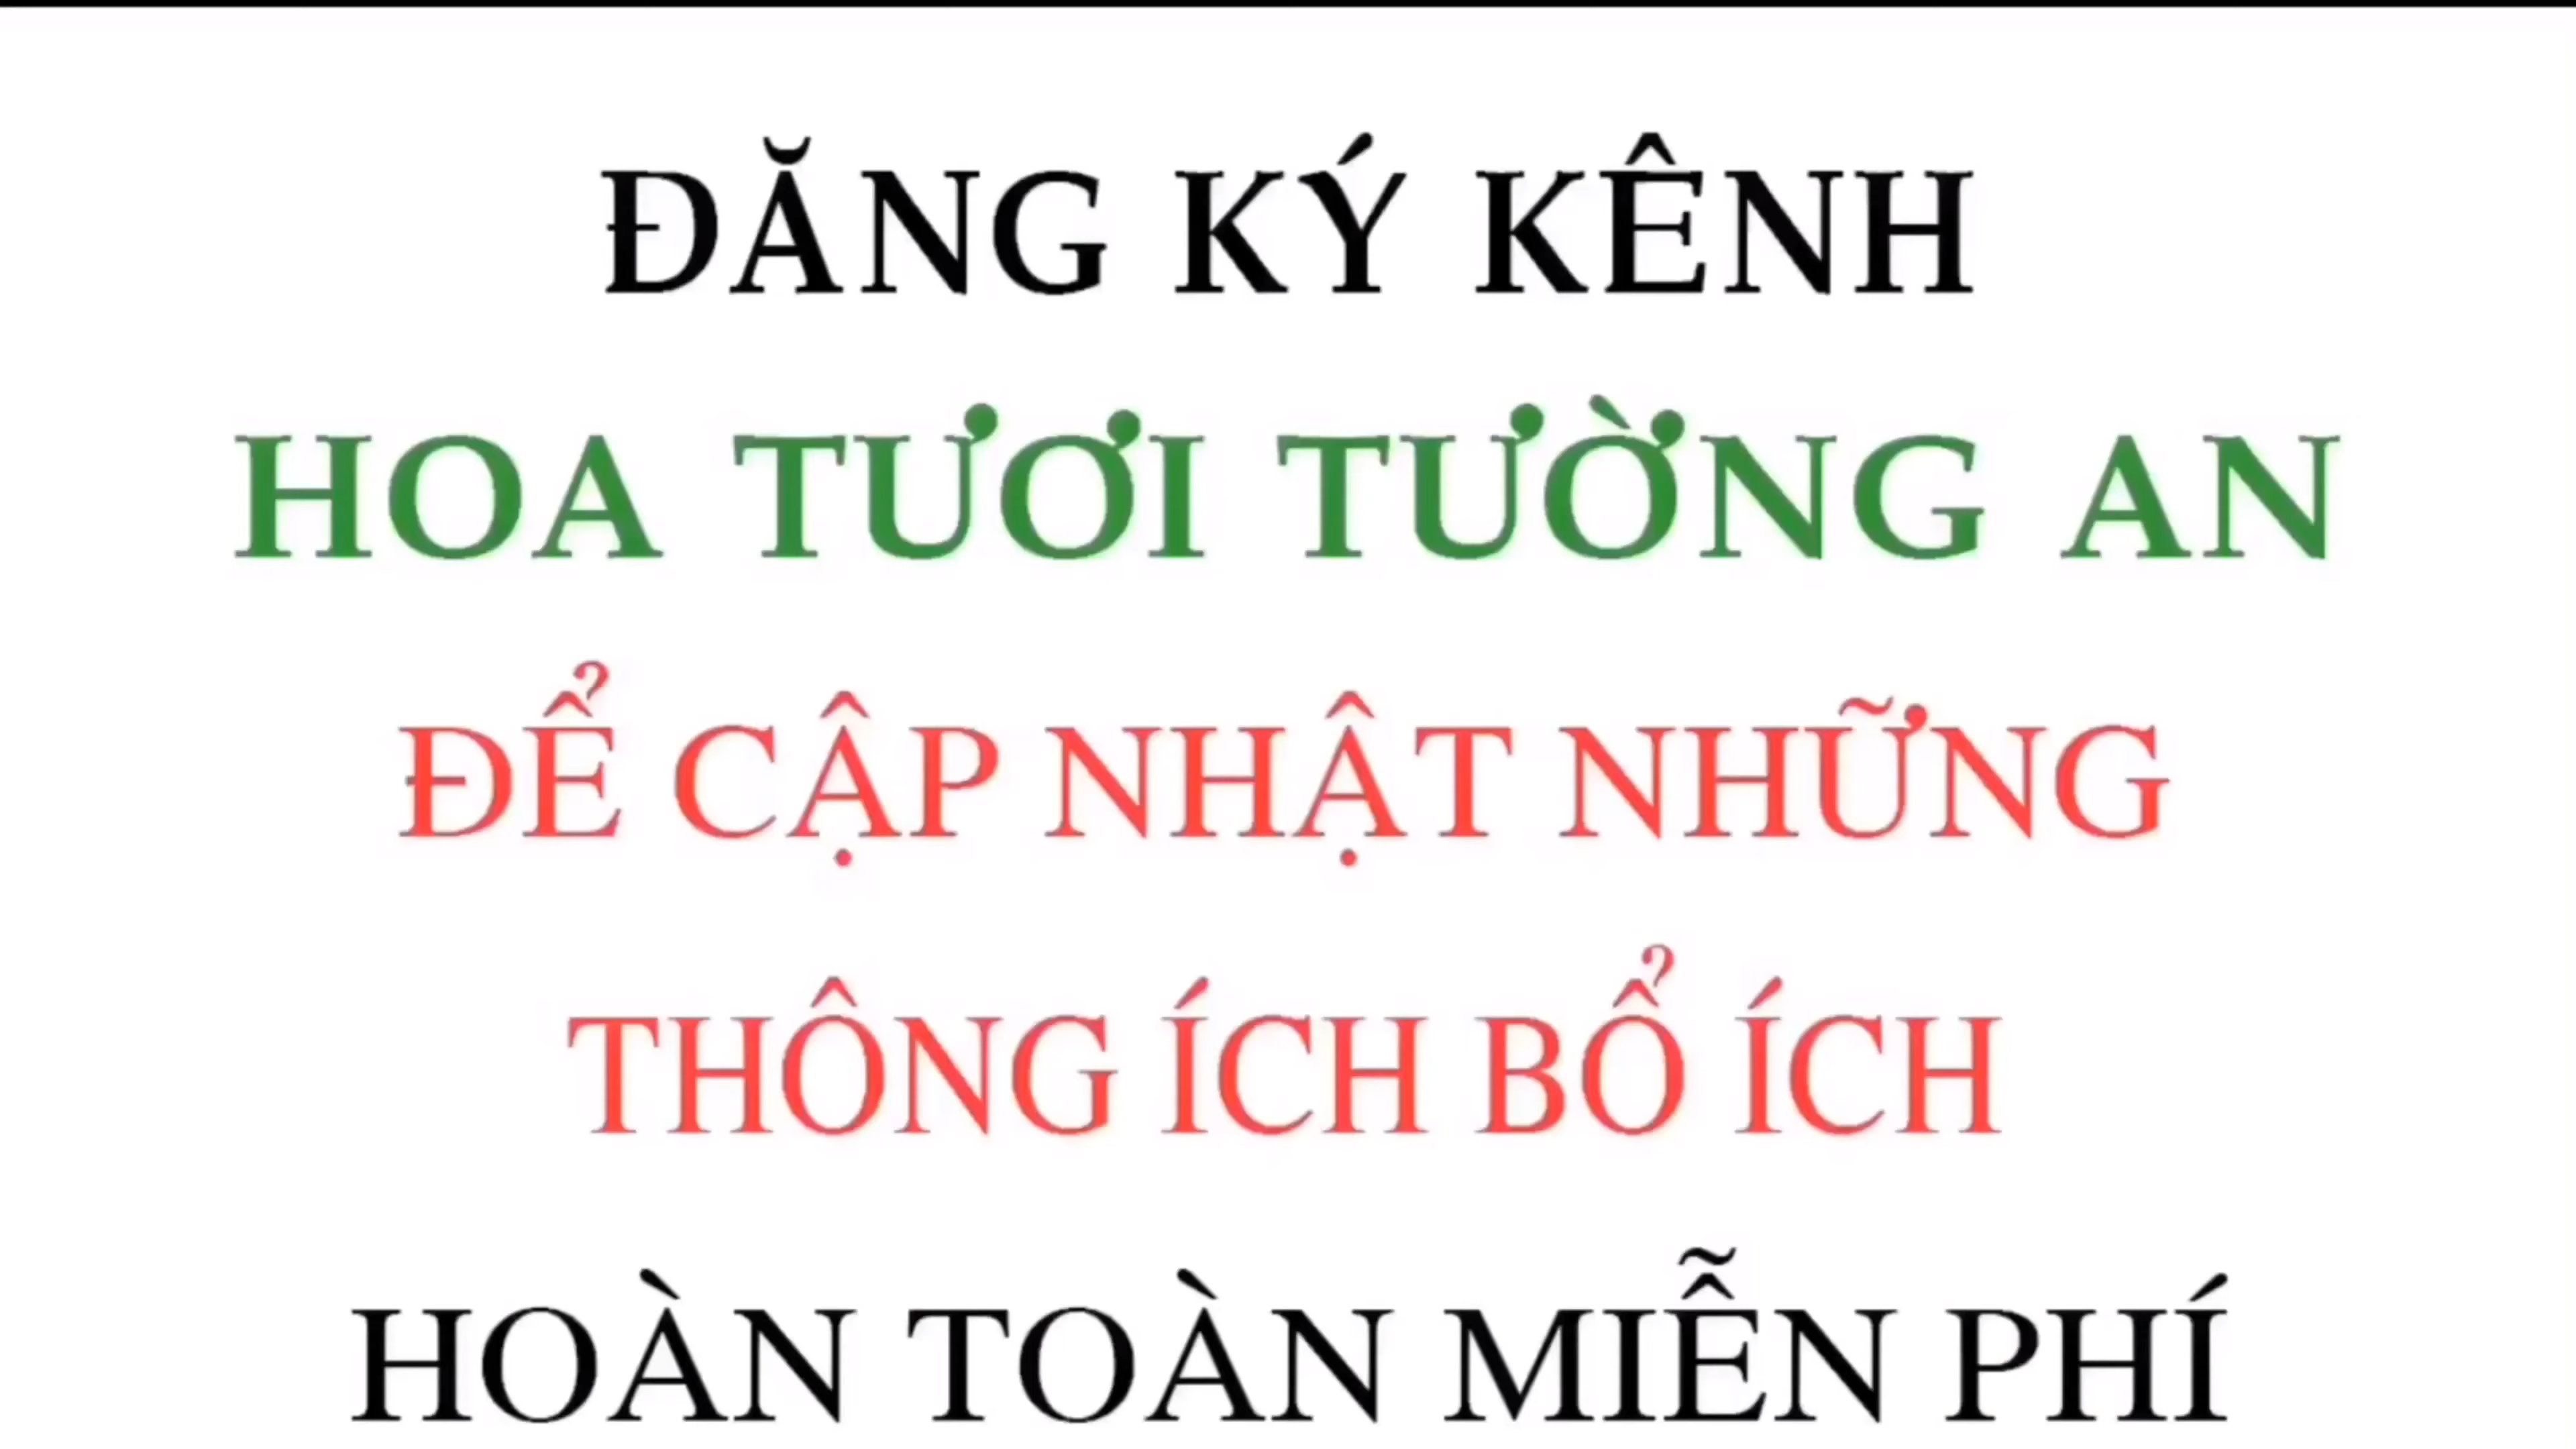 ĐĂNG KÝ KÊNH
HOA TƯƠI TƯỜNG AN
ĐỂ CẬP NHẬT NHỮNG
THÔNG ÍCH BỔ ÍCH
HOÀN TOÀN MIỄN PHÍ